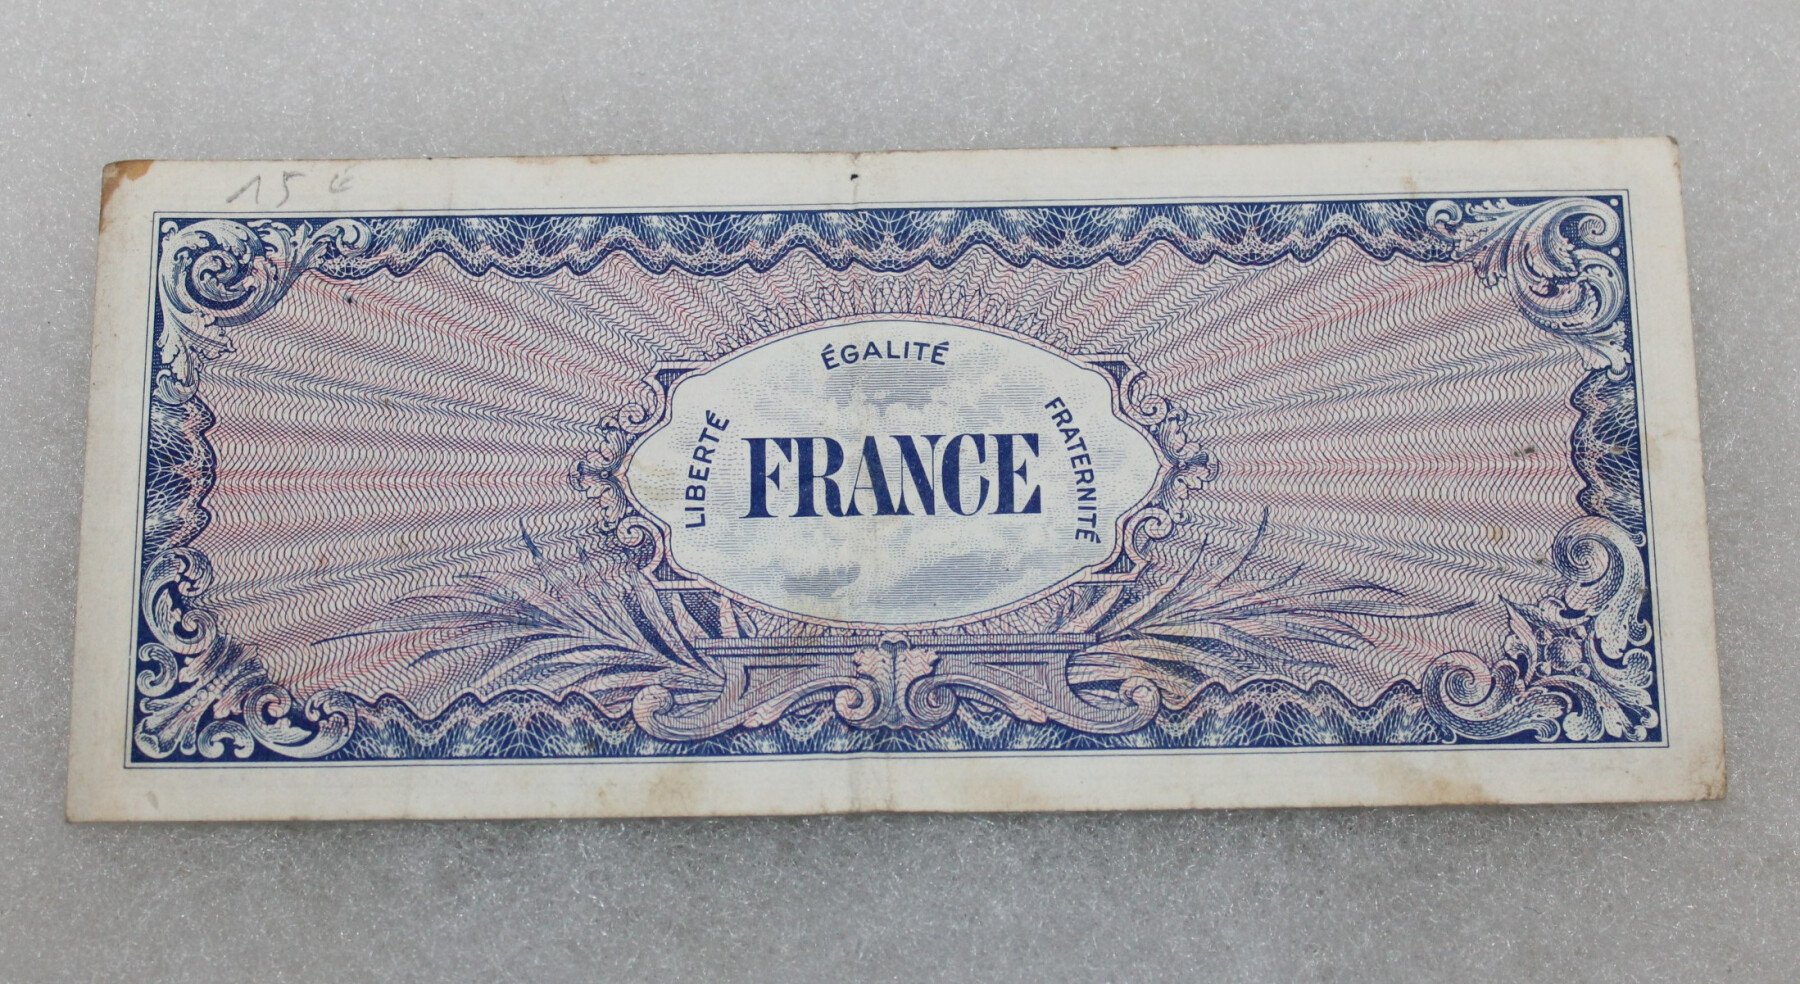 15 €
ÉGALITÉ
LIBERTÉ
FRANCE
FRATERNITÉ